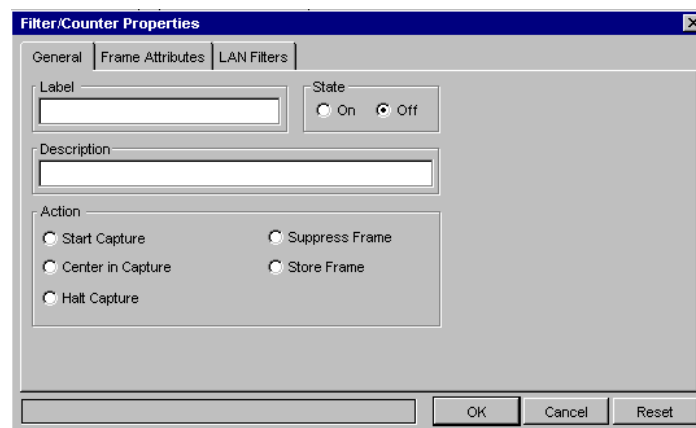 Filter/Counter Properties
General Frame Attributes LAN Filters
Label State
On Off
Description
Action
Start Capture Suppress Frame
Center in Capture Store Frame
Halt Capture
OK Cancel Reset